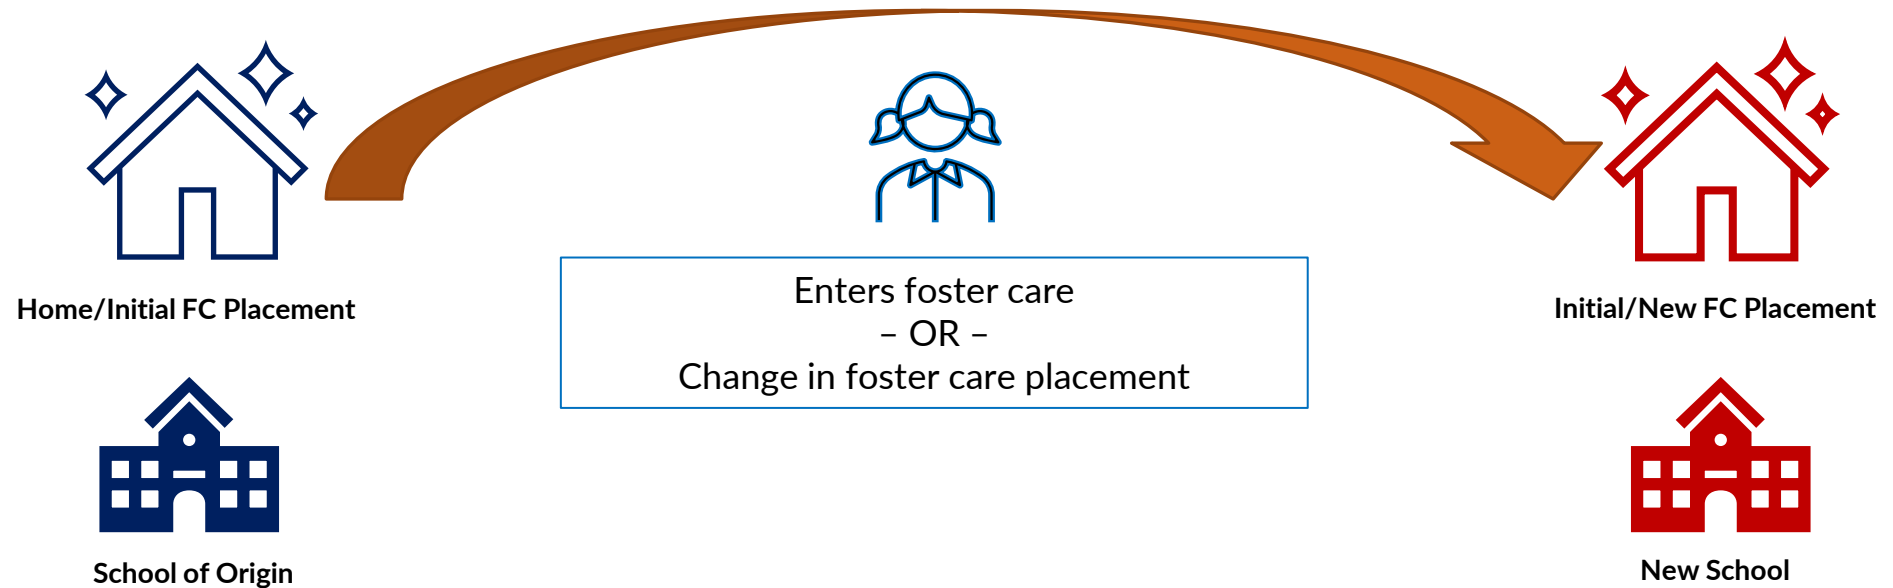 Enters foster care
– OR –
Change in foster care placement
Home/Initial FC Placement
Initial/New FC Placement
School of Origin
New School